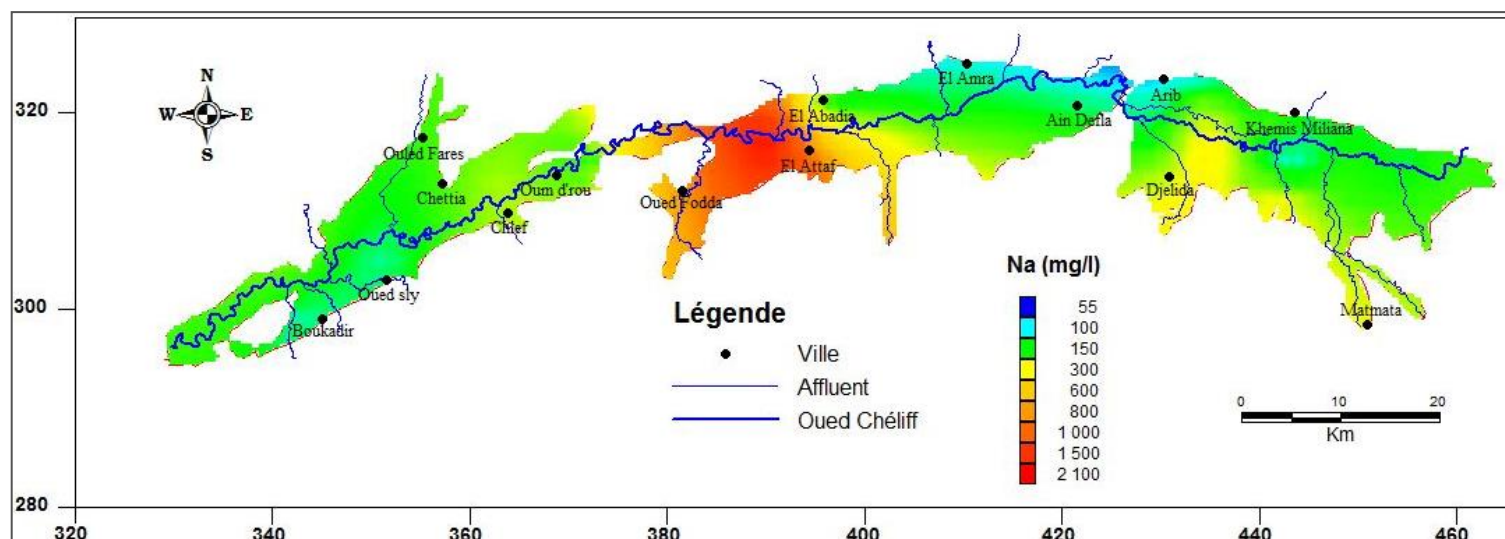 N
W E
S
320
300
280
320 340 360 380 400 420 440 460
Ouled Fares
Chettia
Oum d'rou
Chlef
Oued sly
Boukadir
Oued Fodda
El Abadia
El Attaf
El Amra
Ain Defla
Arib
Khemis Miliana
Djelida
Matmata
Légende
Ville
Affluent
Oued Chéliff
Na (mg/l)
55
100
150
300
600
800
1 000
1 500
2 100
0 10 20
Km